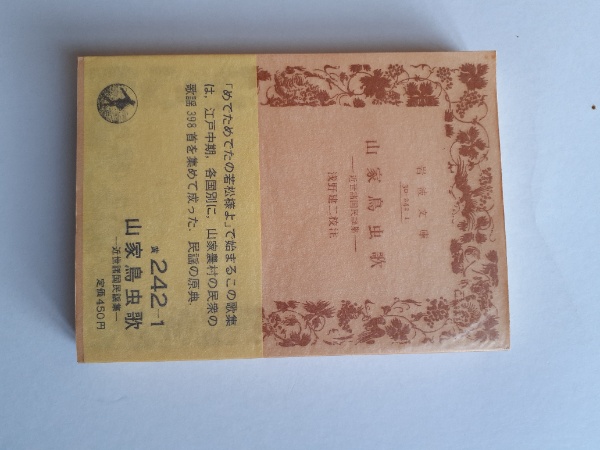 岩波文庫
山家鳥虫歌
―近世諸国民謡集―
浅野建二校注
「めでためでたの若松様よ」で始まるこの歌集
は，江戸中期，各国別に，山家農村の民衆の
歌謡398首を集めて成った，民謡の原典．
黄242-1
山家鳥虫歌
―近世諸国民謡集―
定価450円